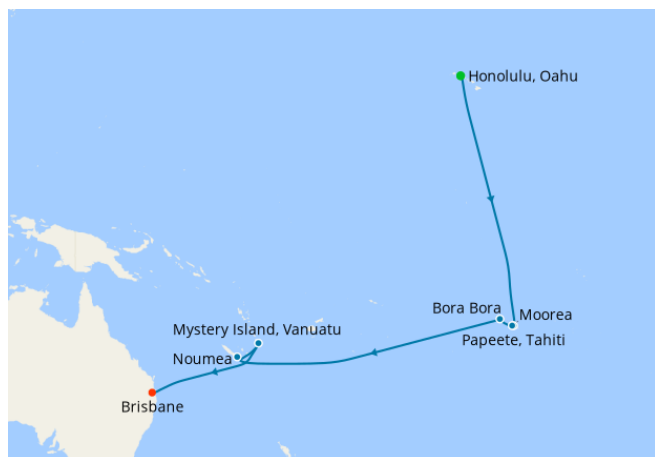 Honolulu, Oahu
Bora Bora
Moorea
Papeete, Tahiti
Mystery Island, Vanuatu
Noumea
Brisbane